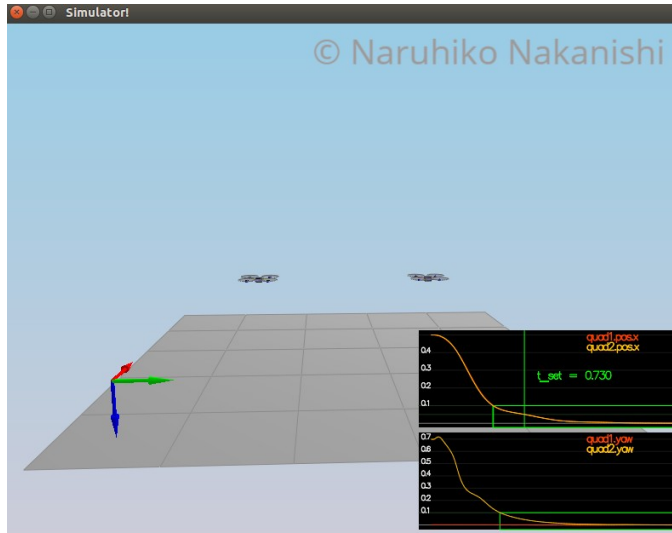 Simulator!
© Naruhiko Nakanishi
quad1.pos.x
quad2.pos.x
0.4
0.3
t_set = 0.730
0.2
0.1
quad1.yaw
0.7
quad2.yaw
0.6
0.5
0.4
0.3
0.2
0.1